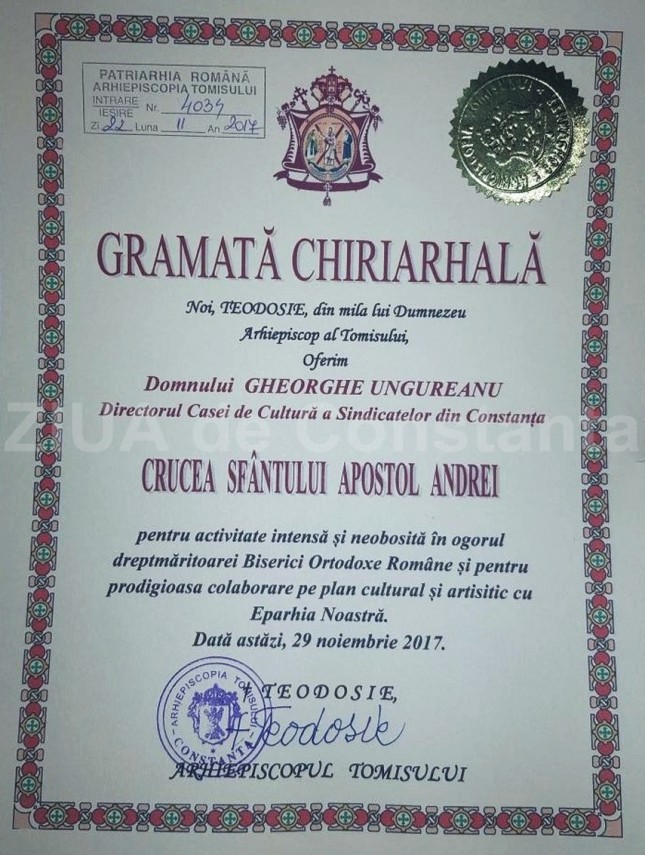 PATRIARHIA ROMÂNĂ
ARHIEPISCOPIA TOMISULUI
INTRARE
IEȘIRE
Nr. 4034
Zi 22 Luna 11 An 2017
GRAMATĂ CHIRIARHALĂ
Noi, TEODOSIE, din mila lui Dumnezeu
Arhiepiscop al Tomisului,
Oferim
Domnului GHEORGHE UNGUREANU
Directorul Casei de Cultură a Sindicatelor din Constanța
ZIUA de Constanta
CRUCEA SFÂNTULUI APOSTOL ANDREI
pentru activitate intensă și neobosită în ogorul
dreptmăritoarei Biserici Ortodoxe Române și pentru
prodigioasa colaborare pe plan cultural și artisitic cu
Eparhia Noastră.
Dată astăzi, 29 noiembrie 2017.
ARHIEPISCOPIA TOMISULUI
CONSTANȚA
TEODOSIE,
Teodosie
ARHIEPISCOPUL TOMISULUI